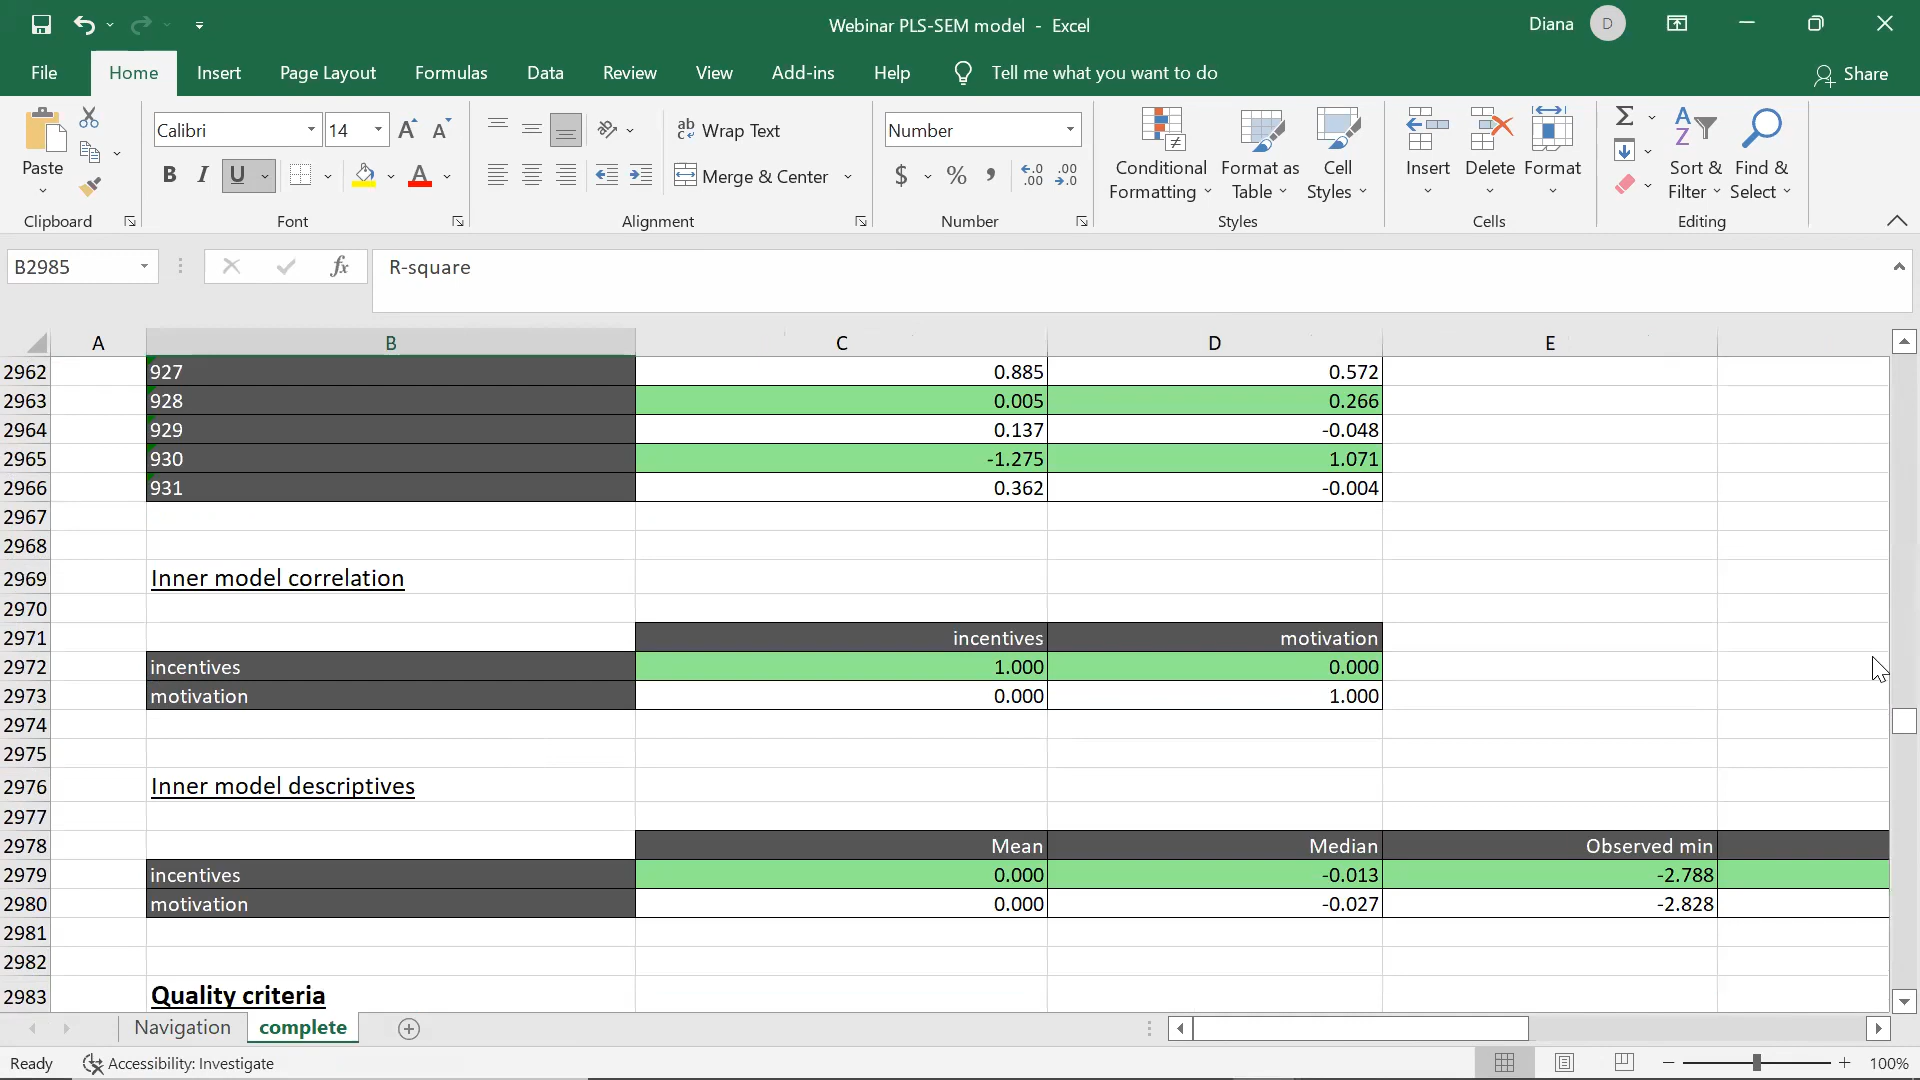 Webinar PLS-SEM model - Excel
Diana D
File Home Insert Page Layout Formulas Data Review View Add-ins Help Tell me what you want to do Share
Calibri 14 A A ab Wrap Text Number
Paste B I U A Merge & Center $ % , .00 .00 Conditional Formatting Format as Table Cell Styles Insert Delete Format Sort & Filter Find & Select
Clipboard Font Alignment Number Styles Cells Editing
B2985 fx R-square
A B C D E
2962 927 0.885 0.572
2963 928 0.005 0.266
2964 929 0.137 -0.048
2965 930 -1.275 1.071
2966 931 0.362 -0.004
2967
2968
2969 Inner model correlation
2970
2971 incentives motivation
2972 incentives 1.000 0.000
2973 motivation 0.000 1.000
2974
2975
2976 Inner model descriptives
2977
2978 Mean Median Observed min
2979 incentives 0.000 -0.013 -2.788
2980 motivation 0.000 -0.027 -2.828
2981
2982
2983 Quality criteria
Navigation complete
Ready Accessibility: Investigate 100%